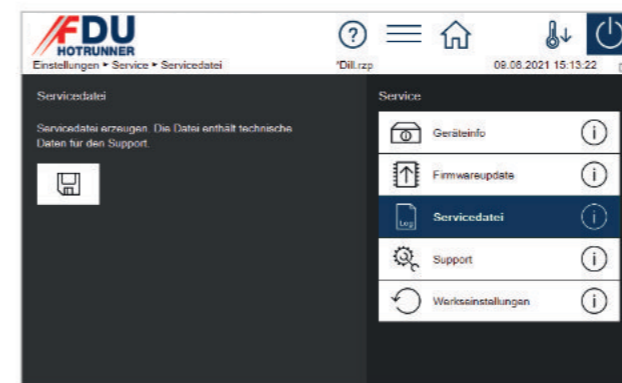 FDU
HOTRUNNER
Einstellungen ▸ Service ▸ Servicedatei
*Dill.rzp
09.06.2021 15:13:22
Servicedatei
Servicedatei erzeugen. Die Datei enthält technische
Daten für den Support.
Service
Geräteinfo
Firmwareupdate
Log
Servicedatei
Support
Werkseinstellungen